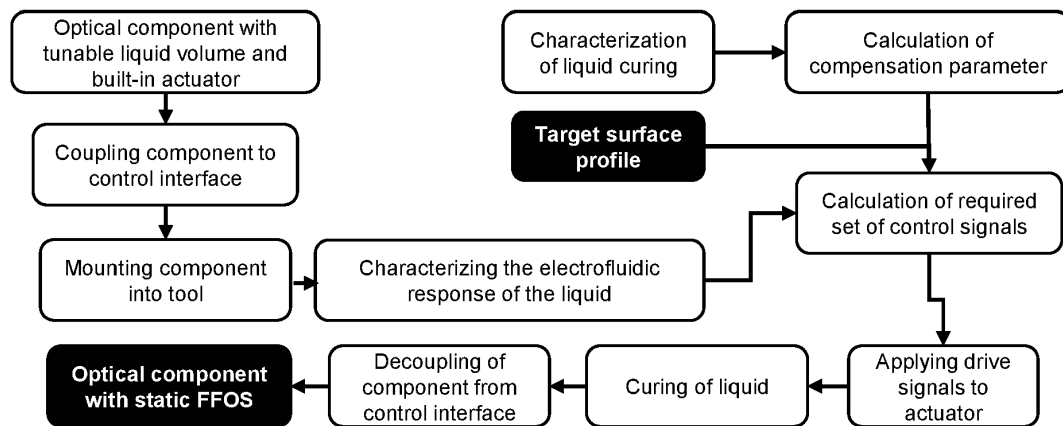 Optical component with
tunable liquid volume and
built-in actuator
Characterization
of liquid curing
Calculation of
compensation parameter
Target surface
profile
Coupling component to
control interface
Calculation of required
set of control signals
Mounting component
into tool
Characterizing the electrofluidic
response of the liquid
Optical component
with static FFOS
Decoupling of
component from
control interface
Curing of liquid
Applying drive
signals to
actuator